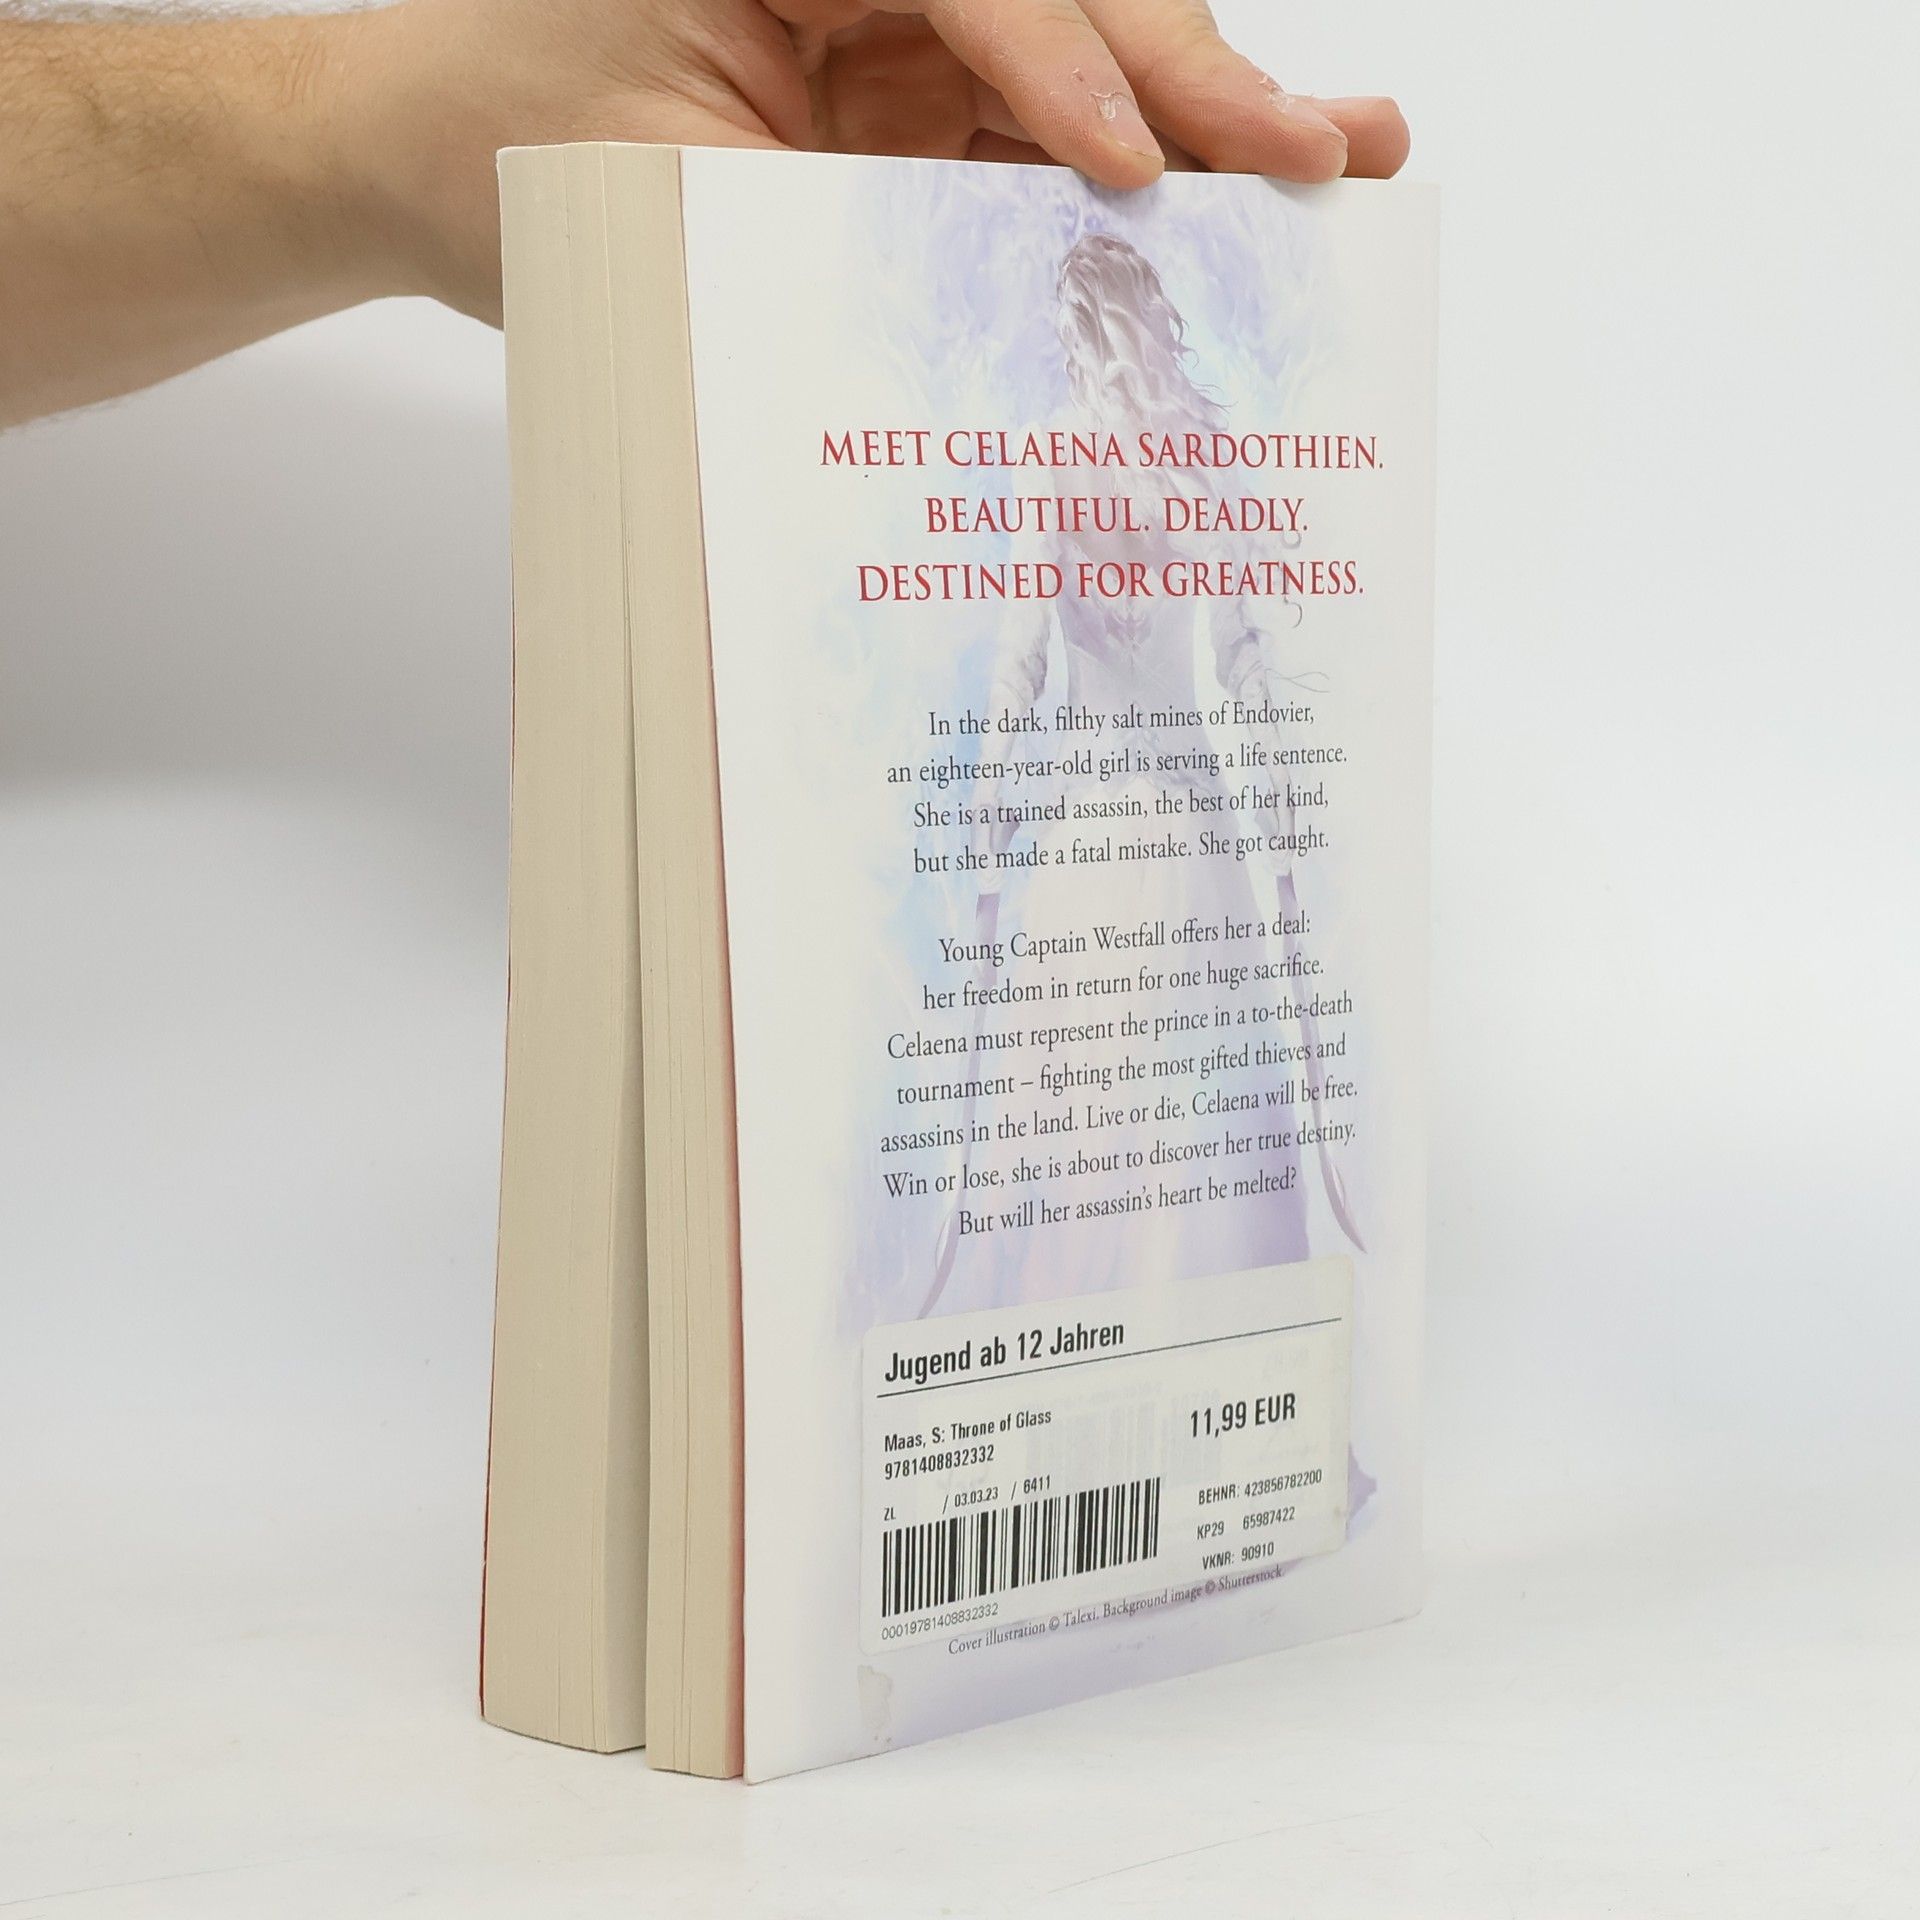 MEET CELAENA SARDOTHIEN.
BEAUTIFUL. DEADLY.
DESTINED FOR GREATNESS.
In the dark, filthy salt mines of Endovier,
an eighteen-year-old girl is serving a life sentence.
She is a trained assassin, the best of her kind,
but she made a fatal mistake. She got caught.
Young Captain Westfall offers her a deal:
her freedom in return for one huge sacrifice.
Celaena must represent the prince in a to-the-death
tournament – fighting the most gifted thieves and
assassins in the land. Live or die, Celaena will be free.
Win or lose, she is about to discover her true destiny.
But will her assassin's heart be melted?
Jugend ab 12 Jahren
Maas, S: Throne of Glass
9781408832332
11,99 EUR
ZL / 03.03.23 / 6411
BEHNR: 423856782200
KP29 65987422
VKNR: 90910
00019781408832332
Cover illustration © Talexi. Background image © Shutterstock